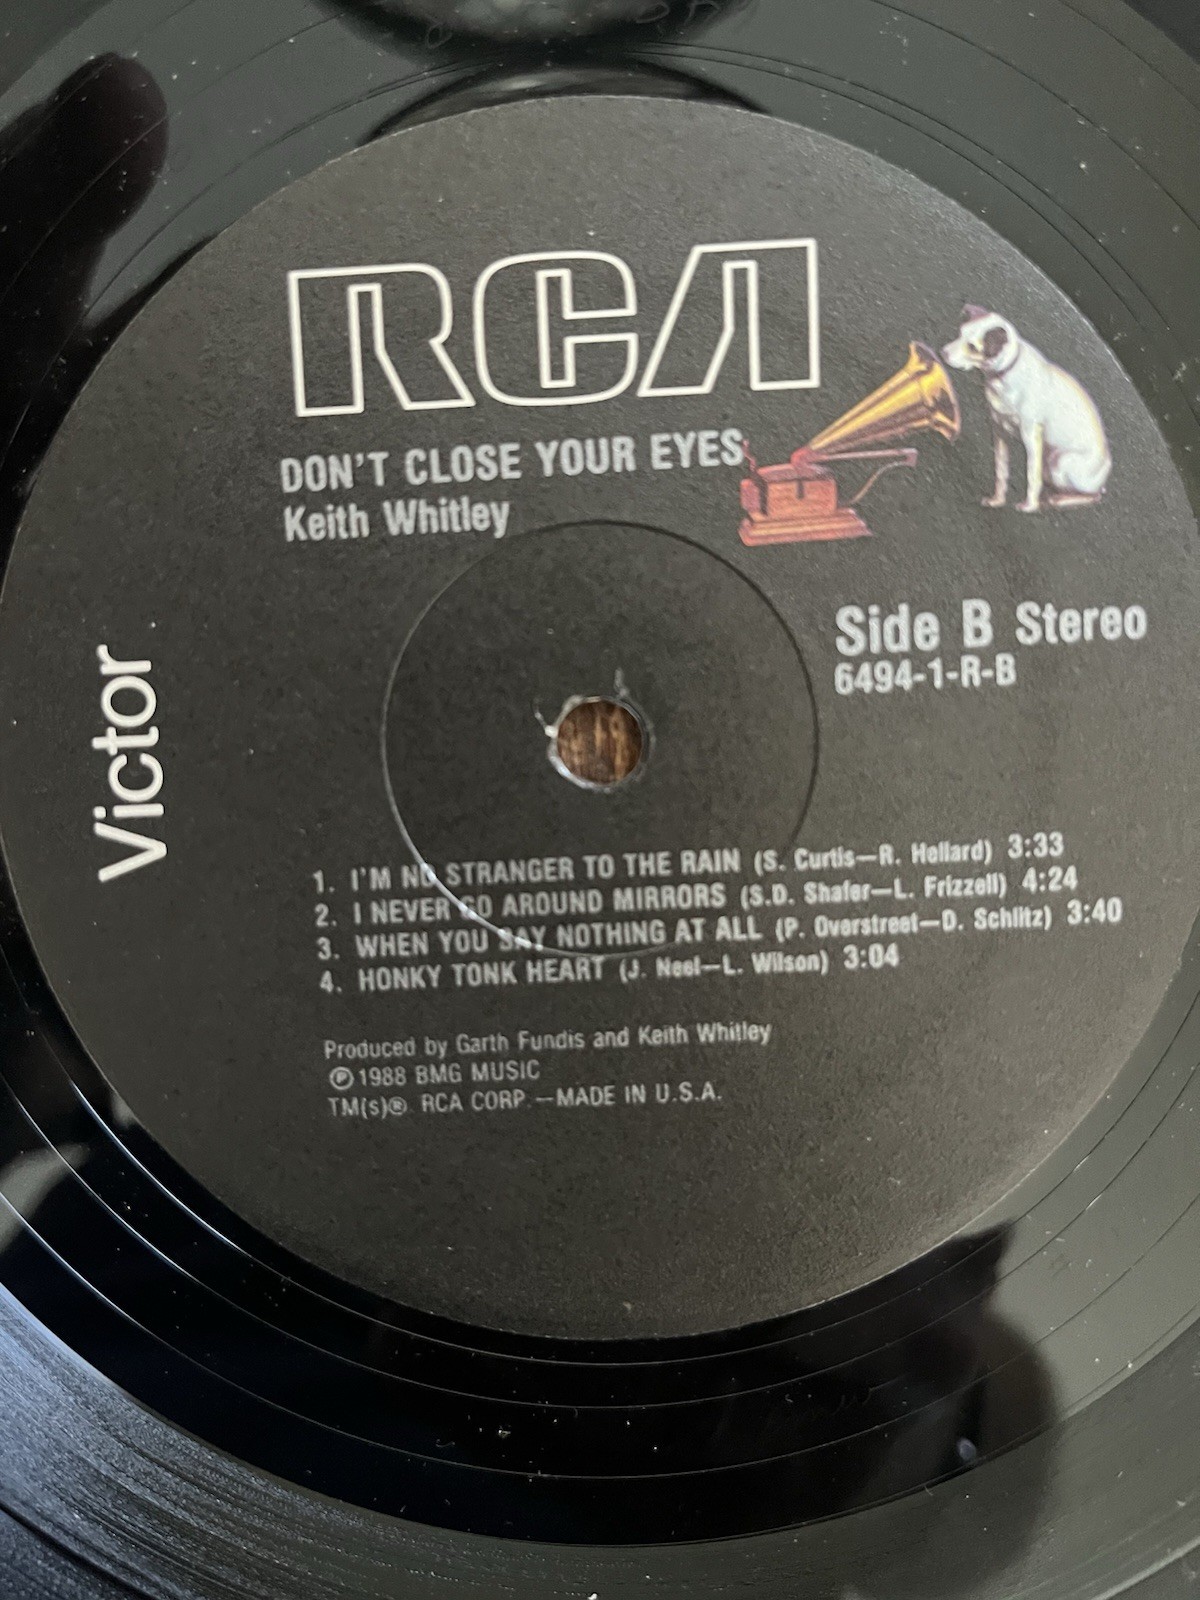 RCA
DON'T CLOSE YOUR EYES
Keith Whitley
Victor
Side B Stereo
6494-1-R-B
1. I'M NO STRANGER TO THE RAIN (S. Curtis—R. Hellard) 3:33
2. I NEVER GO AROUND MIRRORS (S.D. Shafer—L. Frizzell) 4:24
3. WHEN YOU SAY NOTHING AT ALL (P. Overstreet—D. Schlitz) 3:40
4. HONKY TONK HEART (J. Neel—L. Wilson) 3:04
Produced by Garth Fundis and Keith Whitley
℗ 1988 BMG MUSIC
TM(s)® RCA CORP.—MADE IN U.S.A.